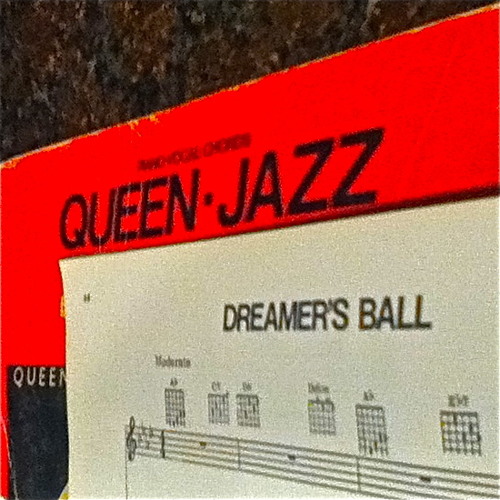 PIANO•VOCAL•CHORDS
QUEEN • JAZZ
QUEEN
DREAMER'S BALL
Moderato